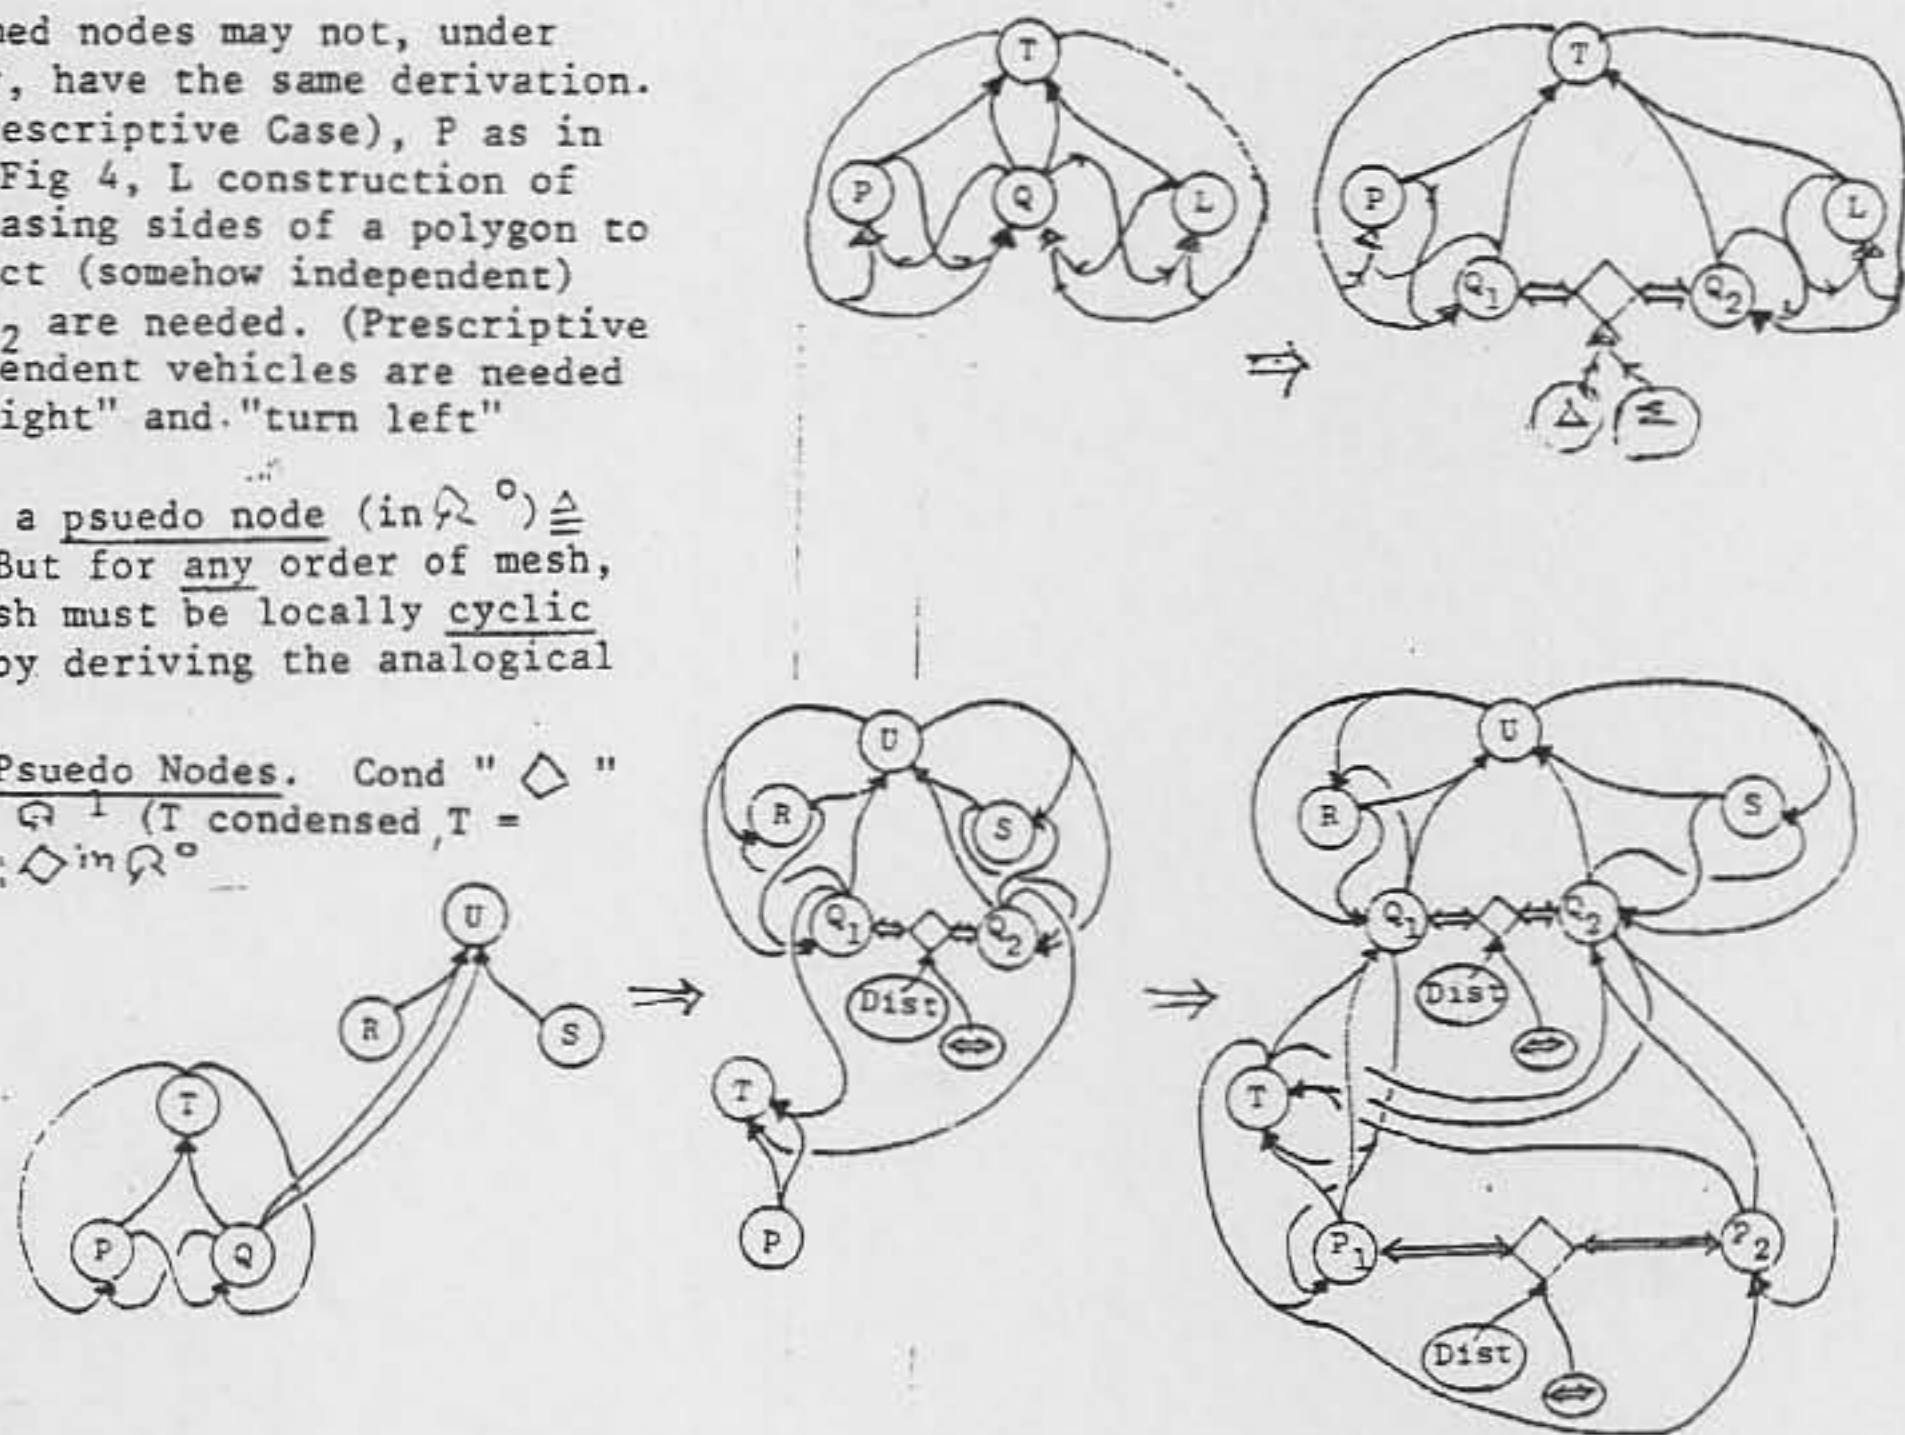 ned nodes may not, under
, have the same derivation.
escriptive Case), P as in
Fig 4, L construction of
asing sides of a polygon to
ct (somehow independent)
2 are needed. (Prescriptive
endent vehicles are needed
ight" and "turn left"
a psuedo node (in ℛ °) ≜
But for any order of mesh,
sh must be locally cyclic
by deriving the analogical
Psuedo Nodes. Cond " ◇ "
1 (T condensed, T =
: ◇ in ℛ°
T
P Q L
T
P L
Q1 ⇔ ◇ ⇔ Q2
⇒
Δ ≤
U
R S
T
P Q
⇒
U
R S
Q1 ⇔ ◇ ⇔ Q2
Dist ⇔
T
P
⇒
U
R S
Q1 ⇔ ◇ ⇔ Q2
Dist ⇔
T
P1 ⇔ ◇ ⇔ P2
Dist ⇔